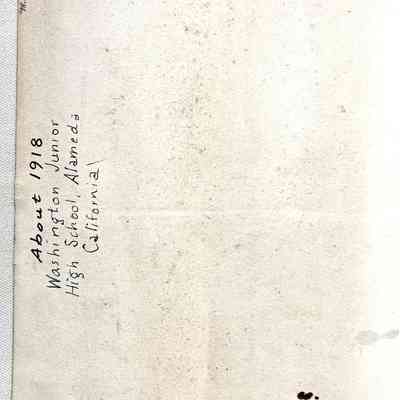 About 1918
Washington Junior
High School, Alameda
California